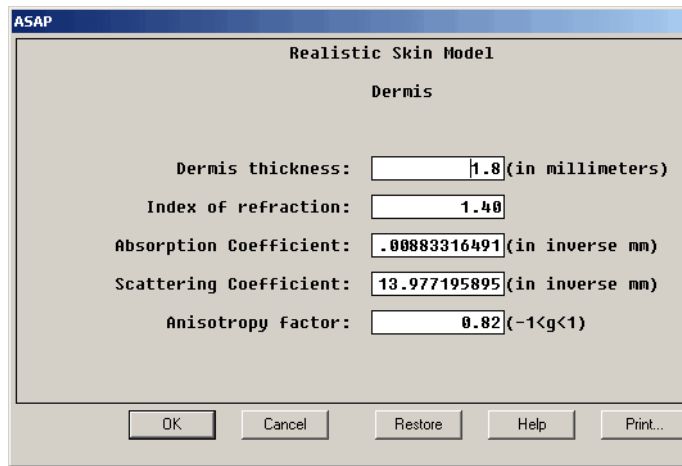 ASAP
Realistic Skin Model
Dermis
Dermis thickness: 1.8 (in millimeters)
Index of refraction: 1.40
Absorption Coefficient: .00883316491 (in inverse mm)
Scattering Coefficient: 13.977195895 (in inverse mm)
Anisotropy factor: 0.82 (-1<g<1)
OK Cancel Restore Help Print...